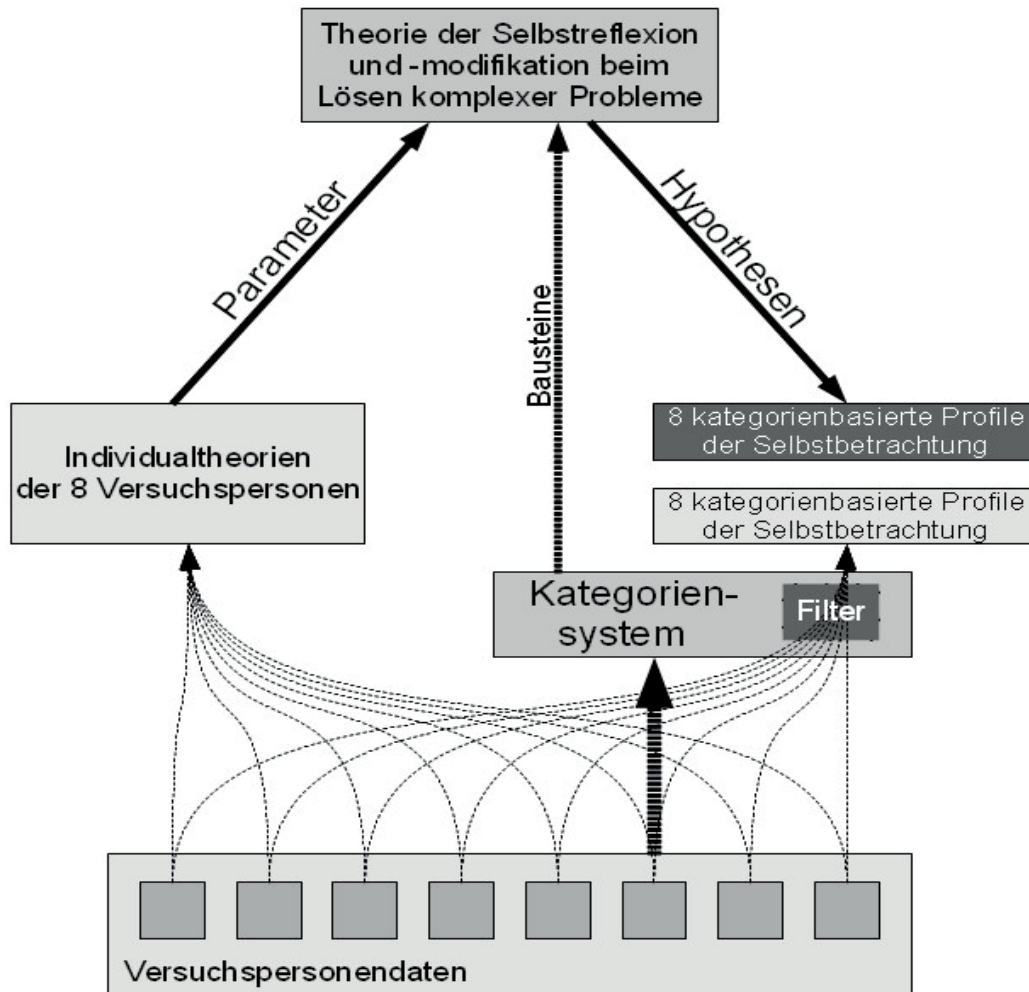 Theorie der Selbstreflexion
und -modifikation beim
Lösen komplexer Probleme
Parameter
Bausteine
Hypothesen
Individualtheorien
der 8 Versuchspersonen
8 kategorienbasierte Profile
der Selbstbetrachtung
8 kategorienbasierte Profile
der Selbstbetrachtung
Kategorien-
system
Filter
Versuchspersonendaten